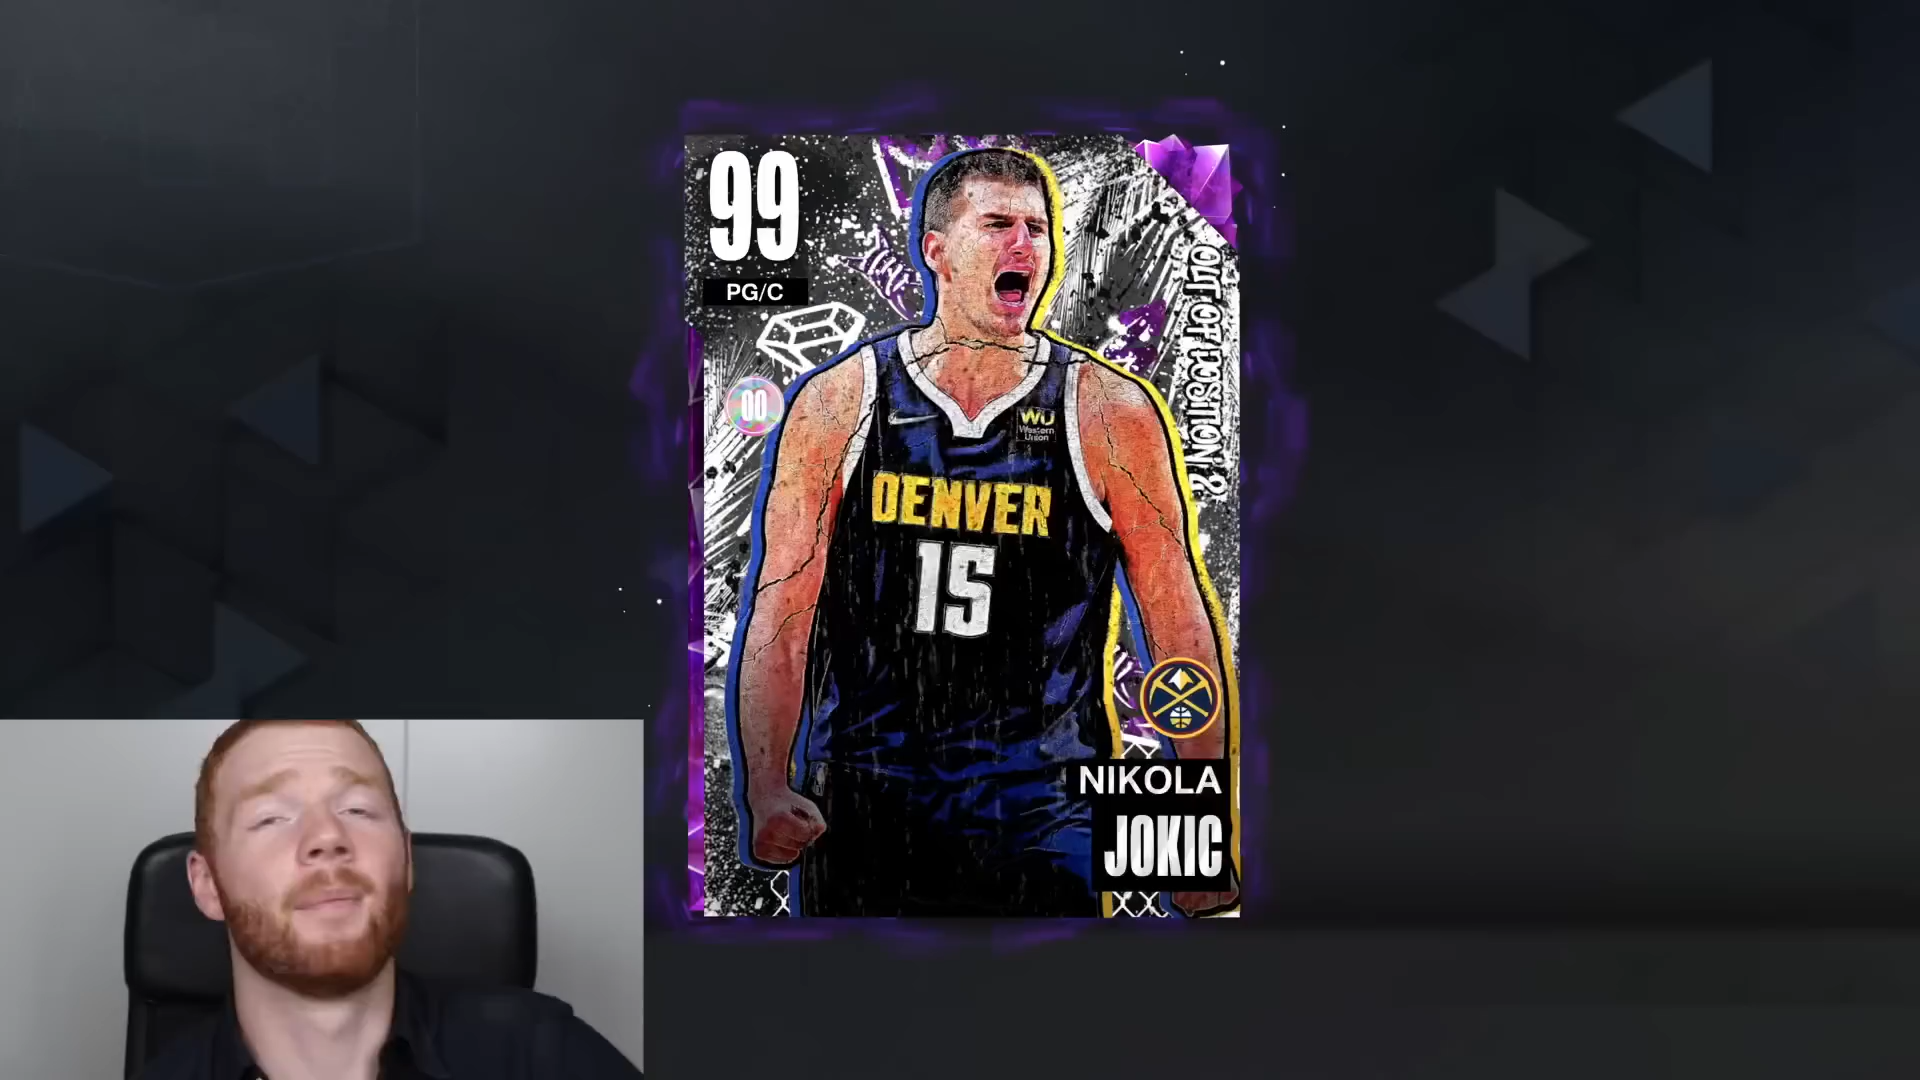 99
PG/C
OUT OF POSITION 2
00
WU
Western
Union
DENVER
15
NIKOLA
JOKIC